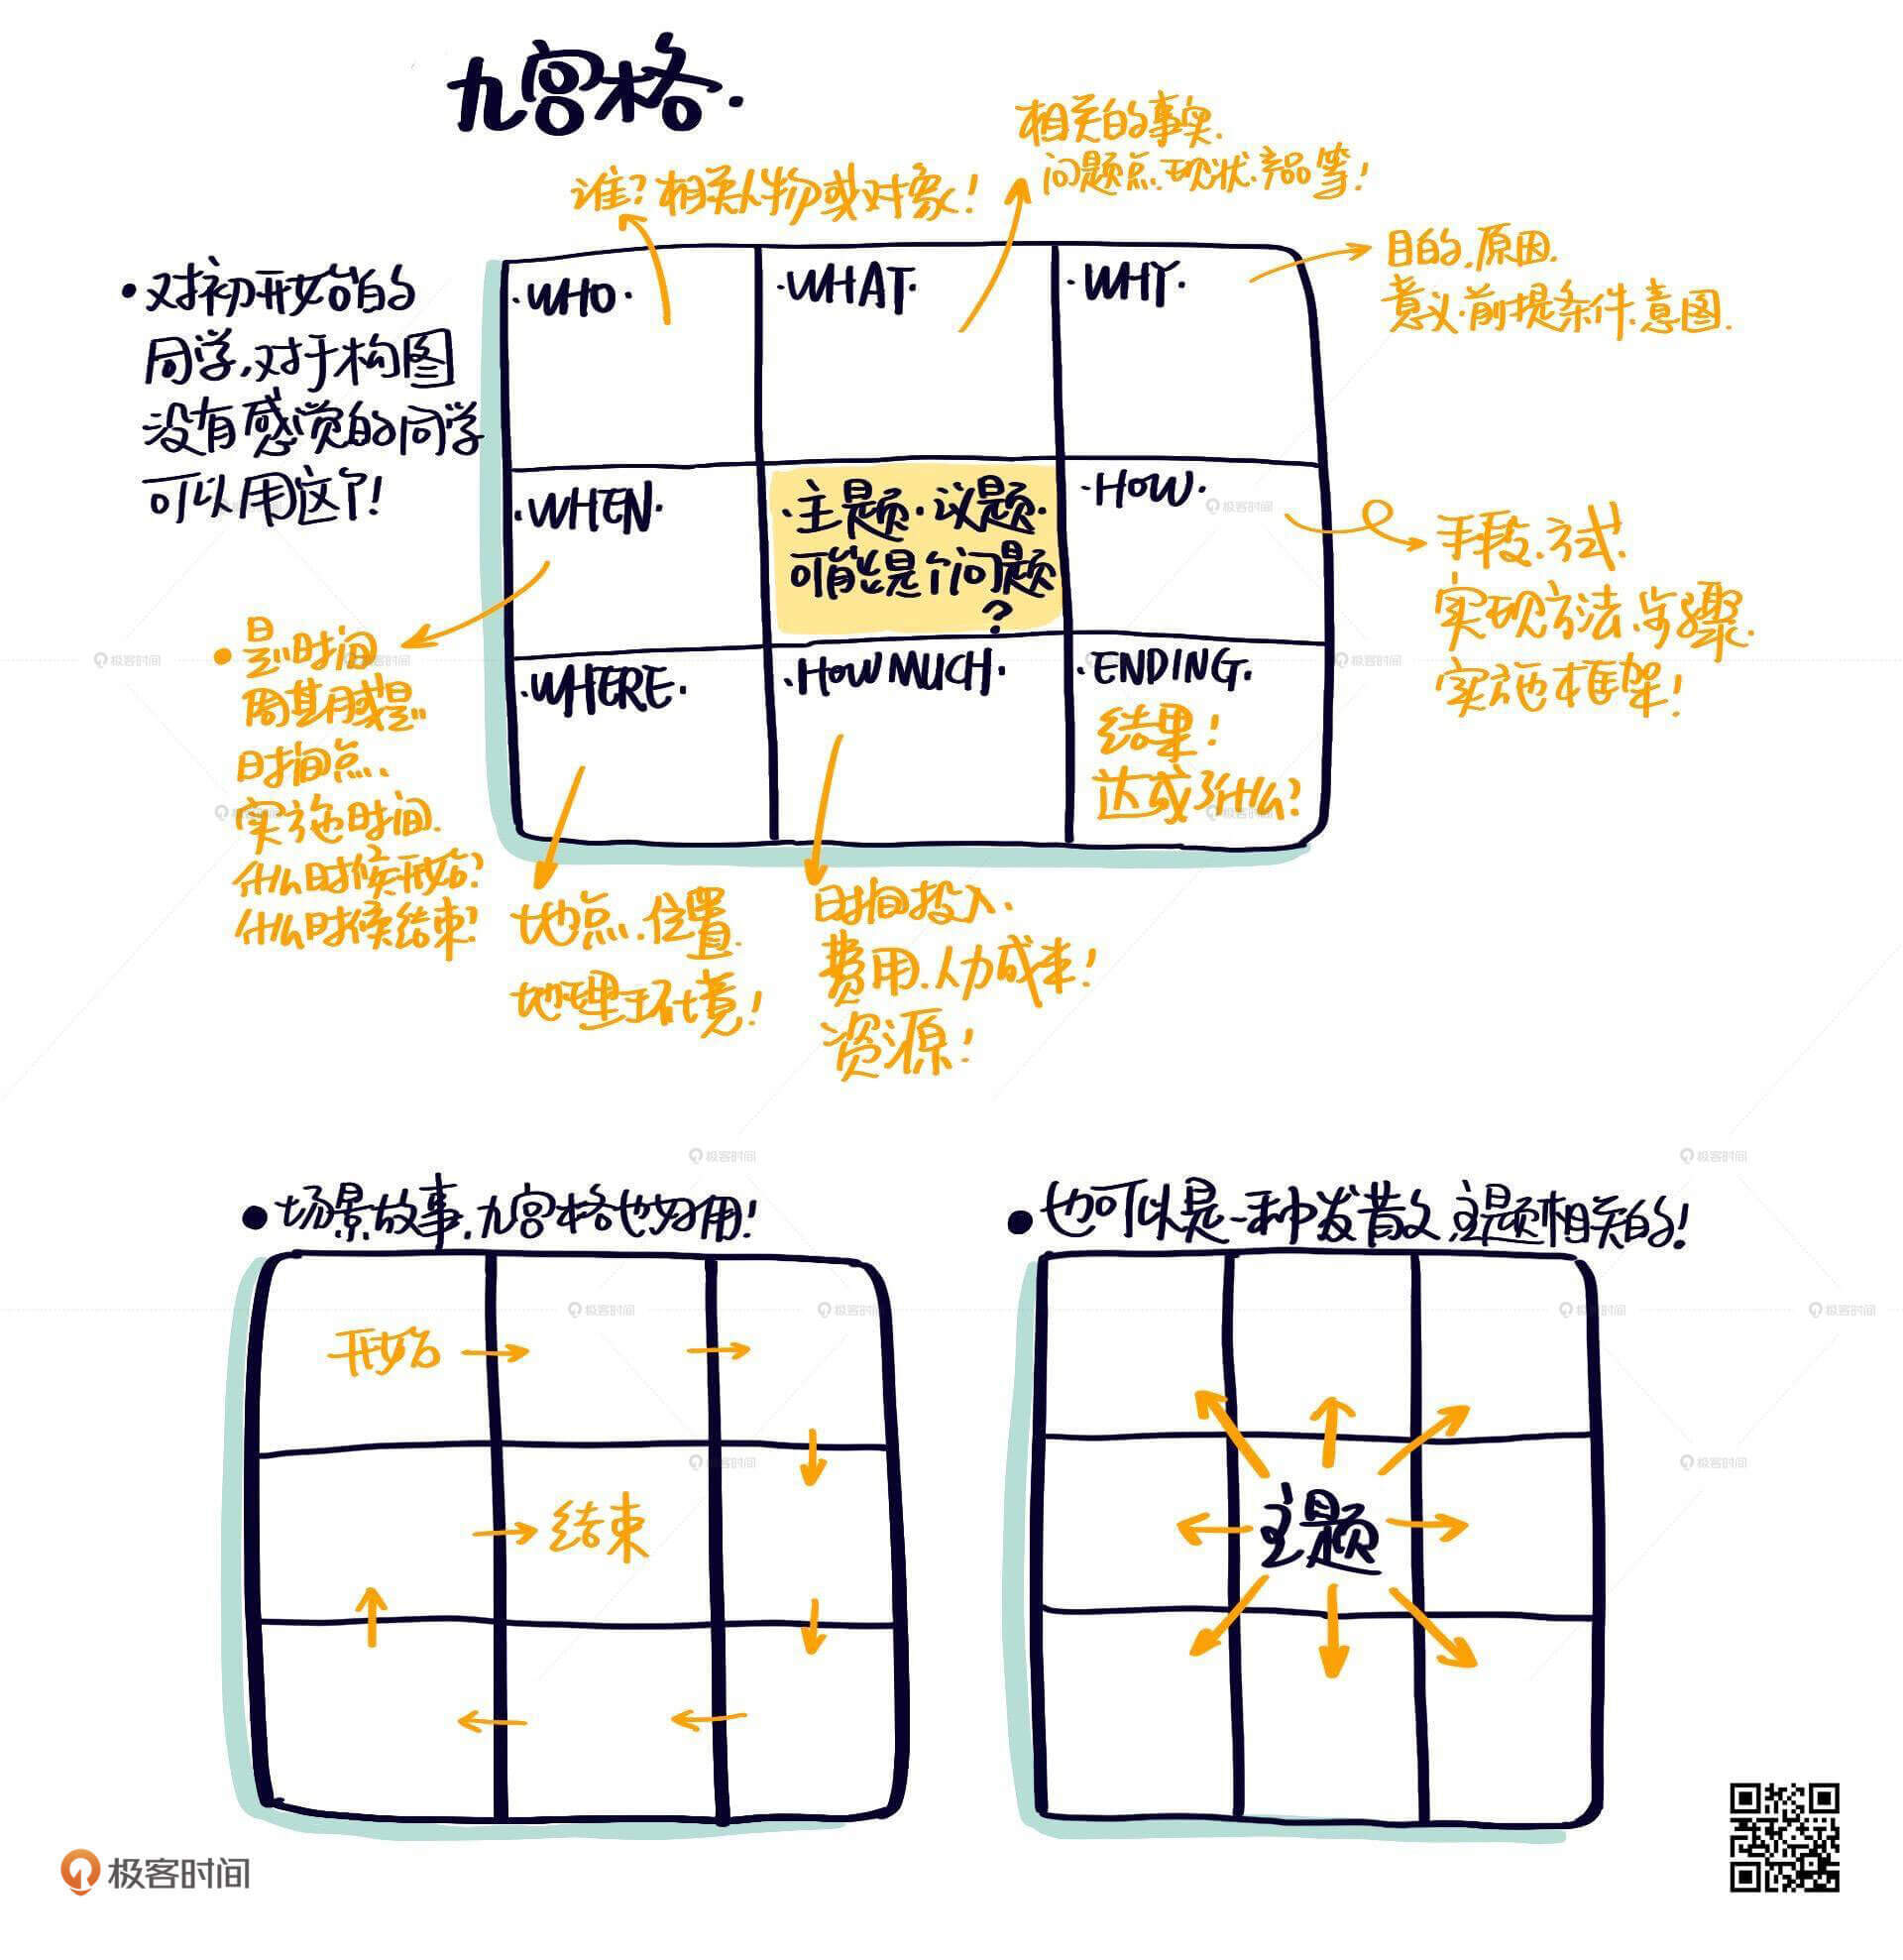 九宫格.
相关的事实.
问题点.现状.产品等!
谁?相关人物或对象!
目的.原因.
意义.前提条件.意图.
·对初开始的
同学,对于构图
没有感觉的同学
可以用这个!
·WHO·
·WHAT·
·WHY·
·WHEN·
·主题·议题·
可能是个问题
?
·HOW·
手段.方式.
实现方法.步骤.
实施框架!
·是时间
周期或是
时间点、
实施时间.
什么时候开始?
什么时候结束?
·WHERE·
·HOW MUCH·
·ENDING.
结果!
达成了什么?
地点.位置.
地理环境!
时间投入.
费用.人力成本!
资源!
●场景故事.九宫格也好用!
开始
结束
●也可以是一种发散.主题相关的!
主题
极客时间